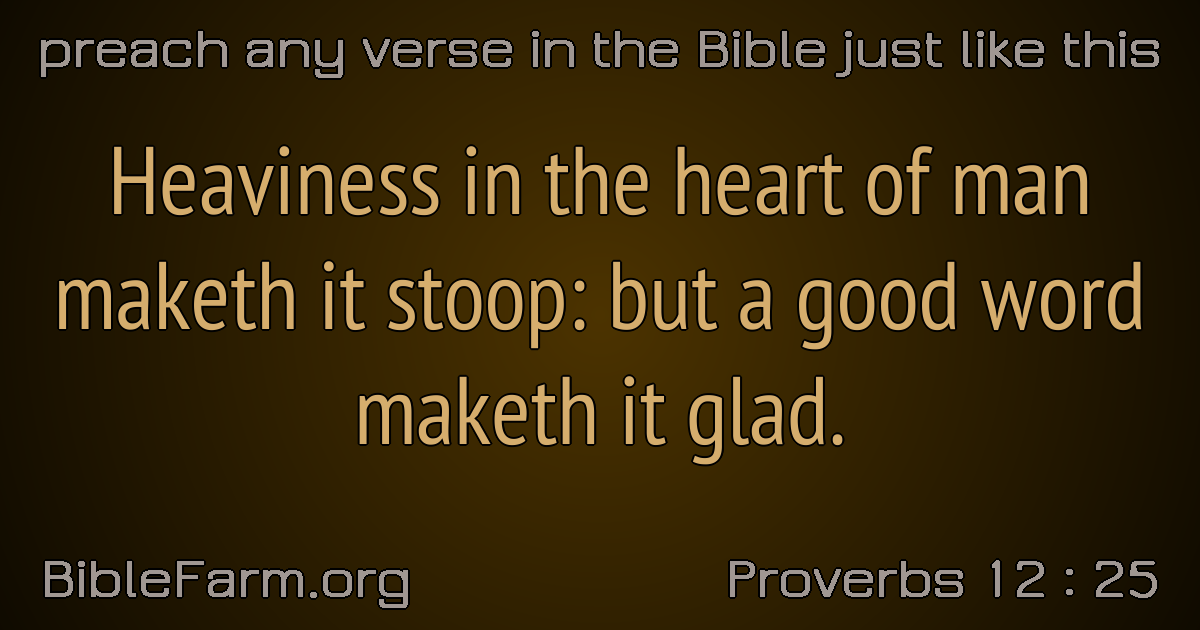 preach any verse in the Bible just like this
Heaviness in the heart of man
maketh it stoop: but a good word
maketh it glad.
BibleFarm.org
Proverbs 12 : 25